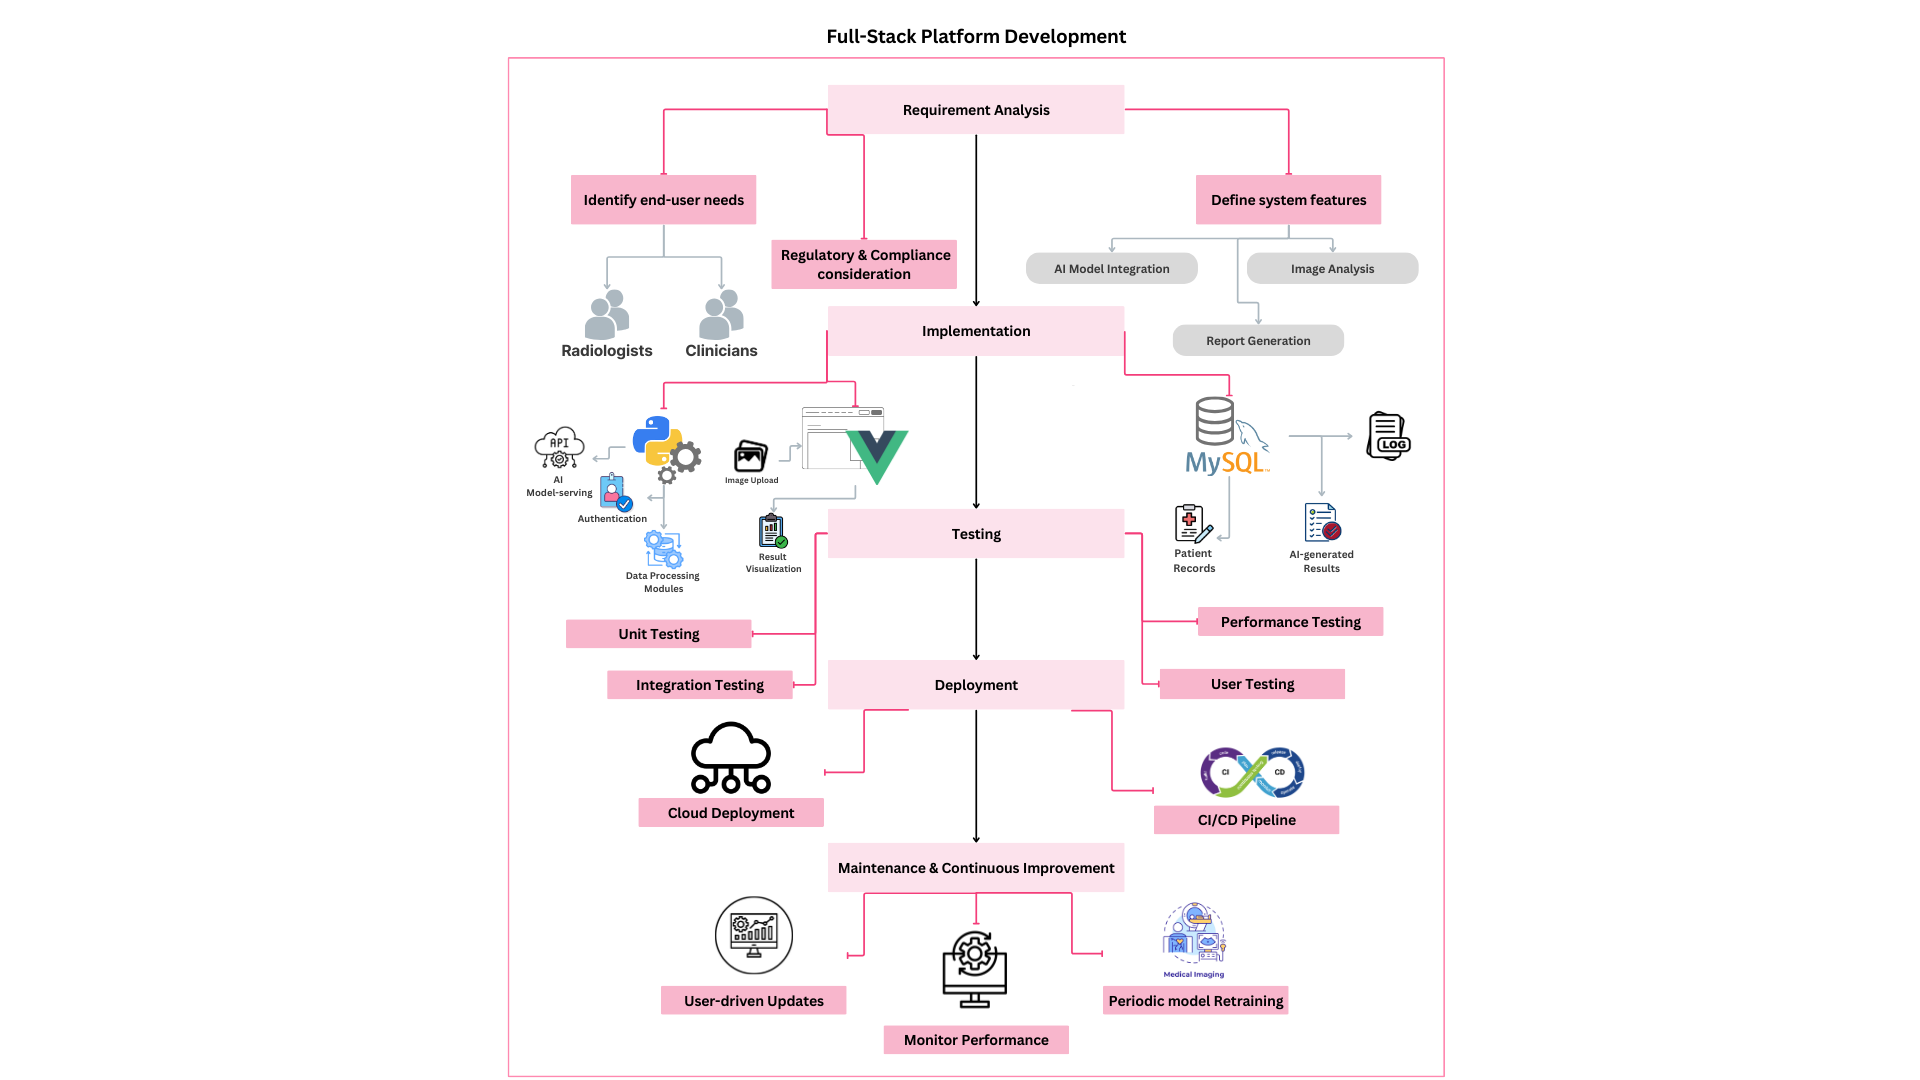 Full-Stack Platform Development
Requirement Analysis
Identify end-user needs
Define system features
Regulatory & Compliance
consideration
AI Model Integration
Image Analysis
Report Generation
Radiologists
Clinicians
Implementation
API
AI
Model-serving
Authentication
Data Processing
Modules
Image Upload
Result
Visualization
MySQL
LOG
Patient
Records
AI-generated
Results
Testing
Unit Testing
Performance Testing
Integration Testing
User Testing
Deployment
Cloud Deployment
CI
CD
CI/CD Pipeline
Maintenance & Continuous Improvement
Medical Imaging
User-driven Updates
Periodic model Retraining
Monitor Performance